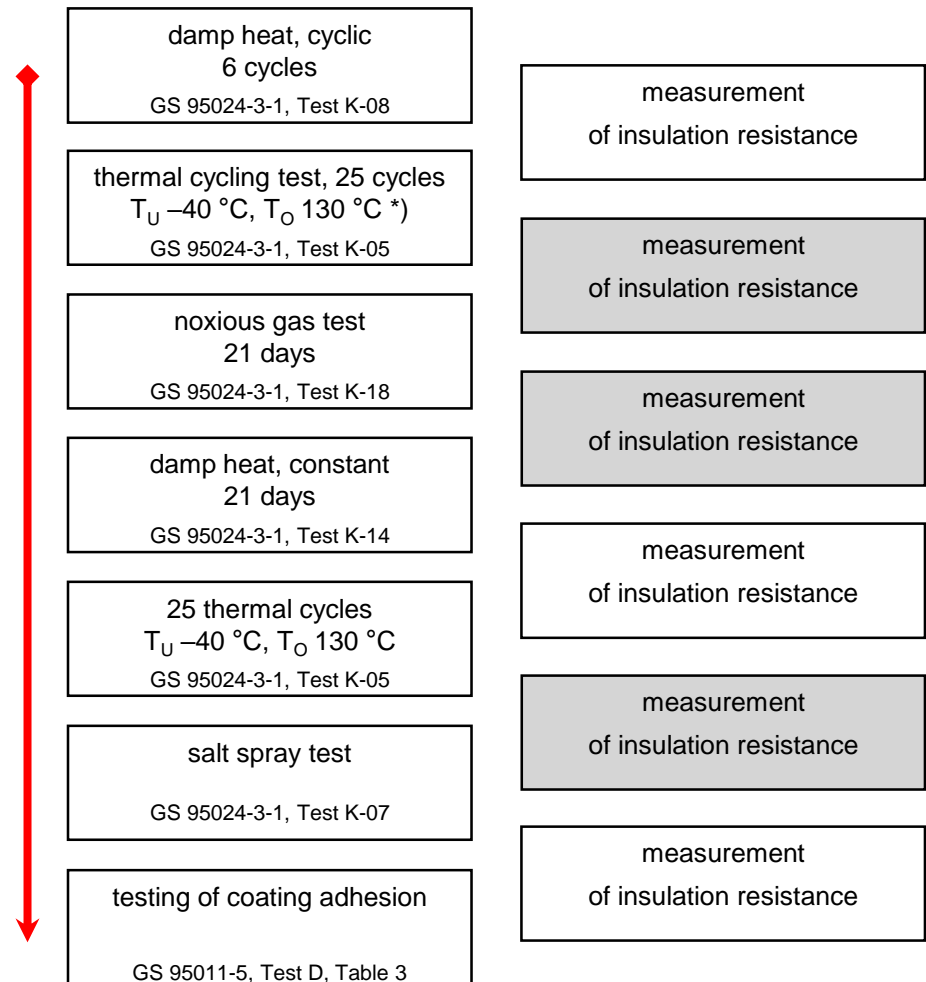 damp heat, cyclic
6 cycles
GS 95024-3-1, Test K-08
thermal cycling test, 25 cycles
T_U –40 °C, T_O 130 °C *)
GS 95024-3-1, Test K-05
noxious gas test
21 days
GS 95024-3-1, Test K-18
damp heat, constant
21 days
GS 95024-3-1, Test K-14
25 thermal cycles
T_U –40 °C, T_O 130 °C
GS 95024-3-1, Test K-05
salt spray test
GS 95024-3-1, Test K-07
testing of coating adhesion
GS 95011-5, Test D, Table 3
measurement
of insulation resistance
measurement
of insulation resistance
measurement
of insulation resistance
measurement
of insulation resistance
measurement
of insulation resistance
measurement
of insulation resistance